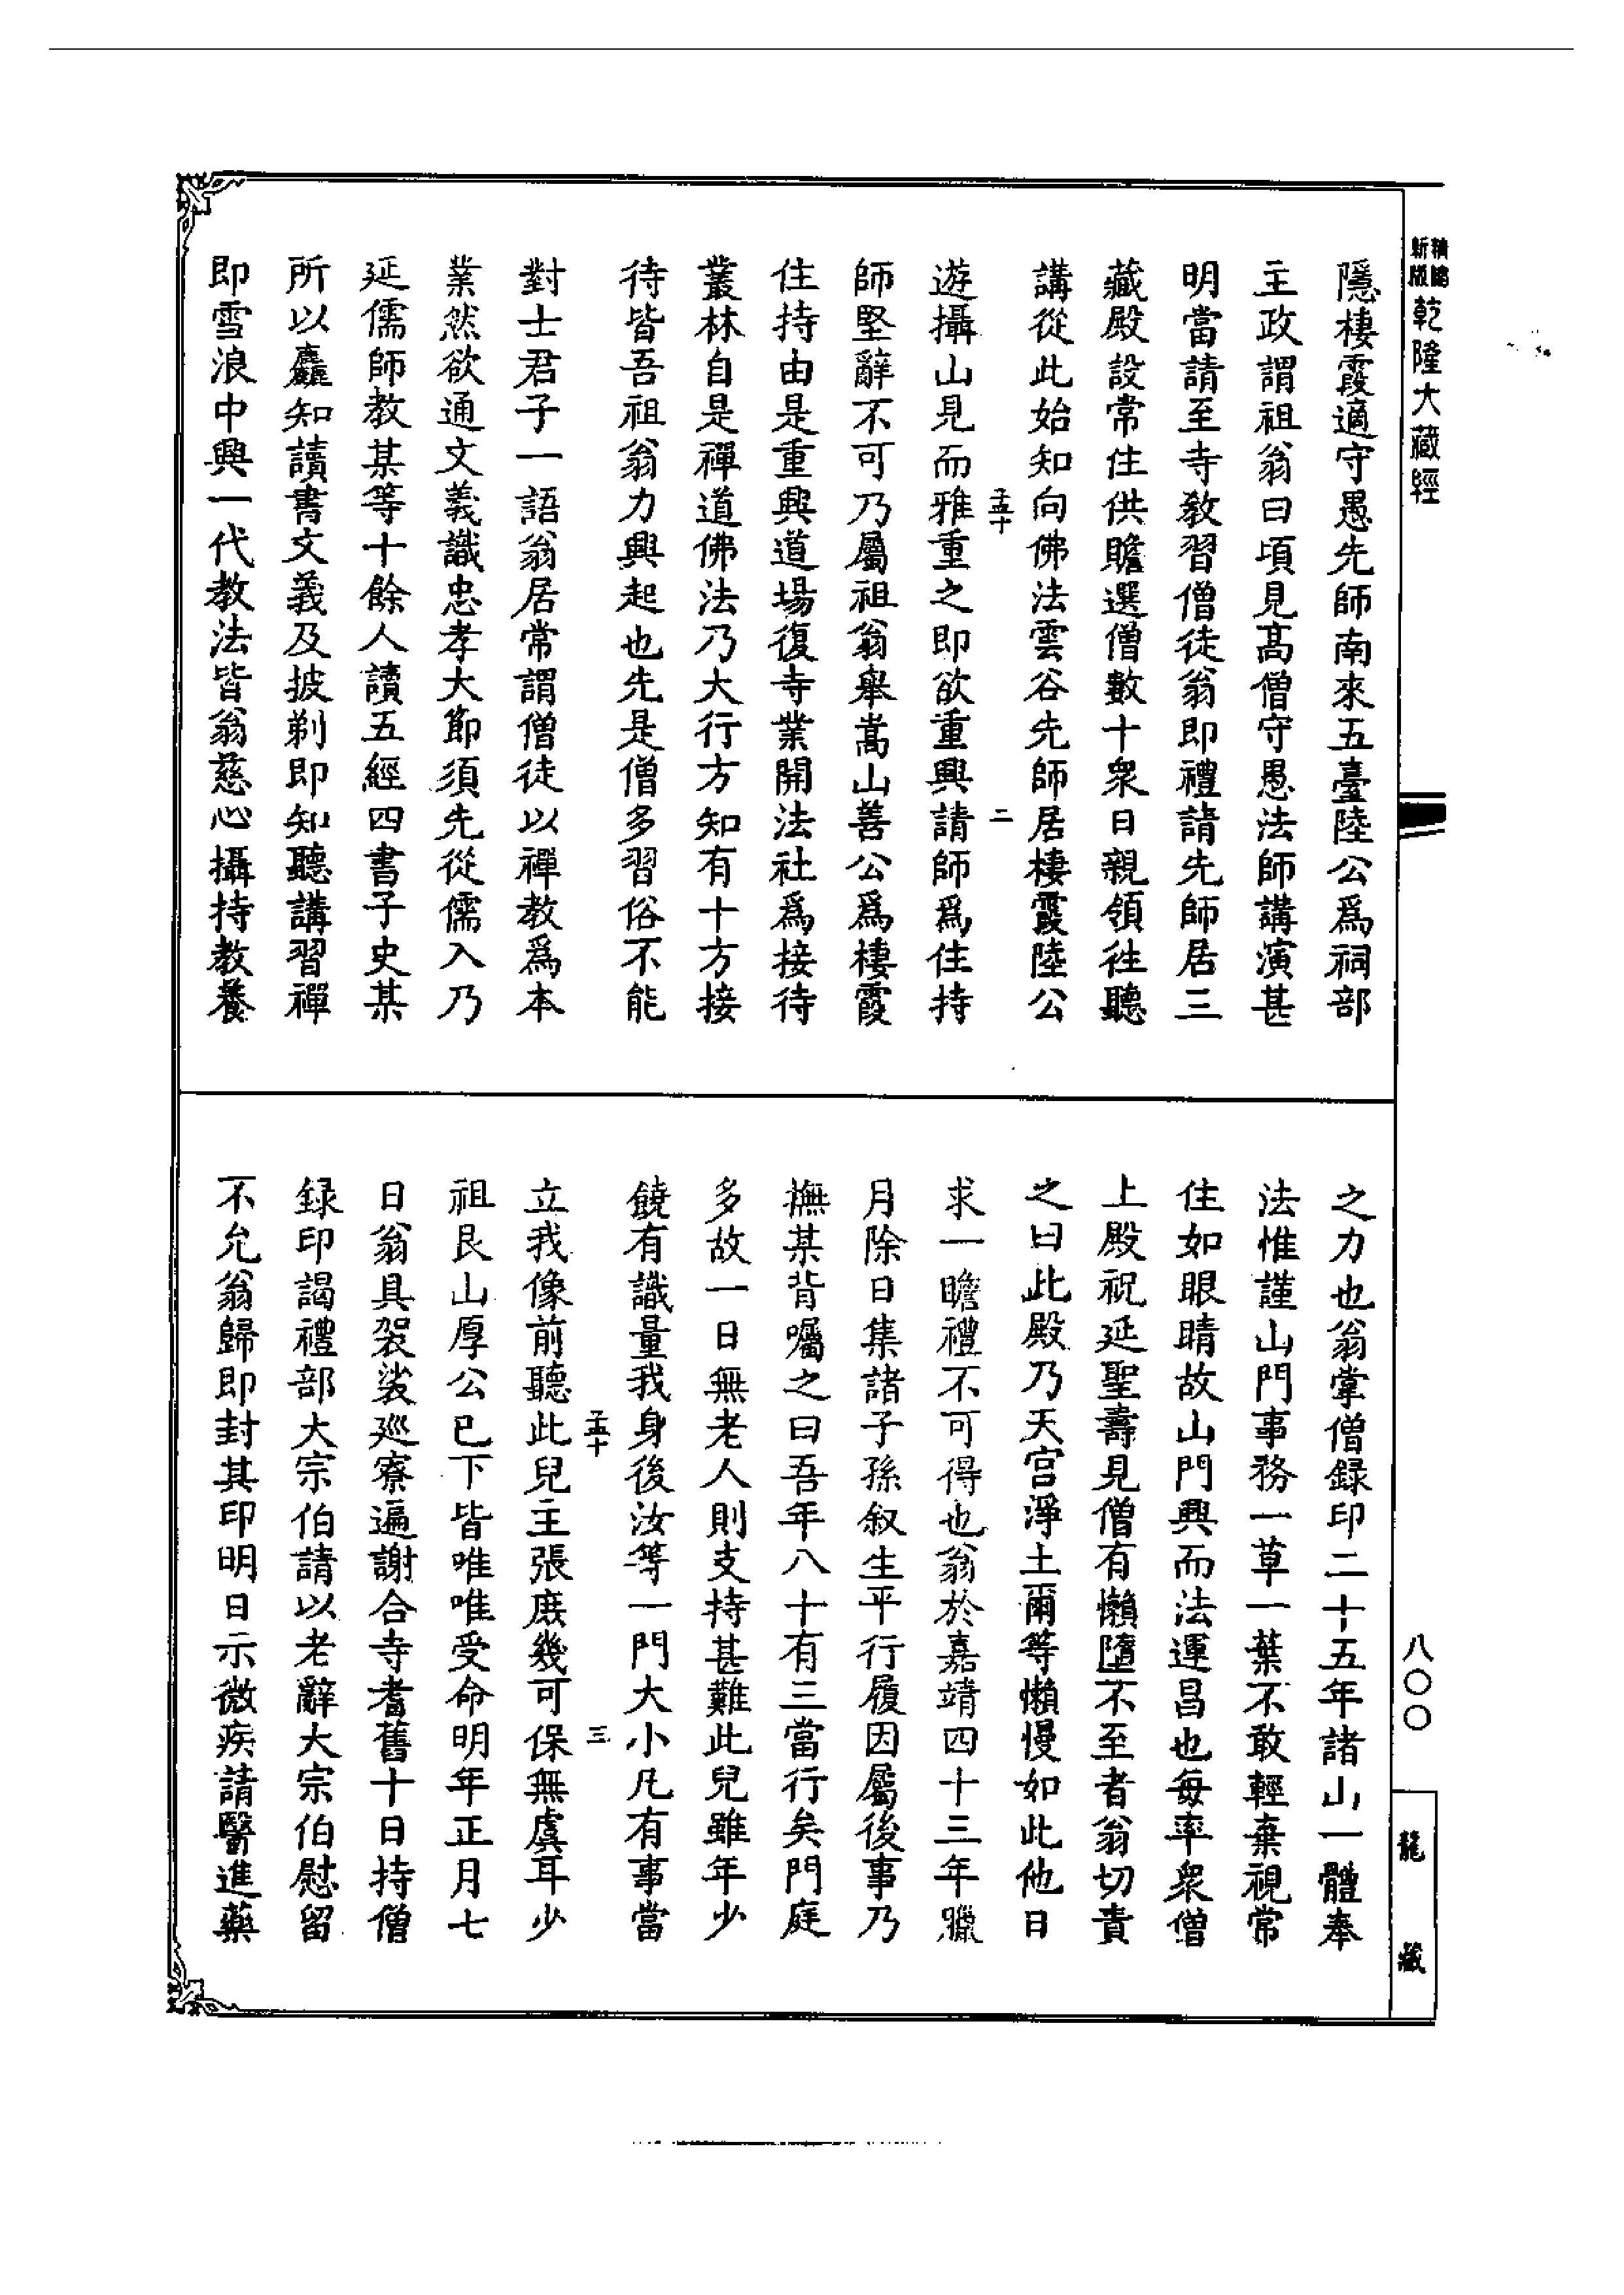 精縮
新版
乾隆大藏經
隱棲霞適守愚先師南來五臺陸公爲祠部
主政謂祖翁曰頃見高僧守愚法師講演甚
明當請至寺教習僧徒翁即禮請先師居三
藏殿設常住供贍選僧數十衆日親領徃聽
講從此始知向佛法雲谷先師居棲霞陸公
孟十
二
遊攝山見而雅重之即欲重興請師爲住持
師堅辭不可乃屬祖翁舉嵩山善公爲棲霞
住持由是重興道場復寺業開法社爲接待
叢林自是禪道佛法乃大行方知有十方接
待皆吾祖翁力興起也先是僧多習俗不能
對士君子一語翁居常謂僧徒以禪教爲本
業然欲通文義識忠孝大節須先從儒入乃
延儒師教某等十餘人讀五經四書子史某
所以麤知讀書文義及披剃即知聽講習禪
即雪浪中興一代教法皆翁慈心攝持教養
之力也翁掌僧録印二十五年諸山一體奉
法惟謹山門事務一草一葉不敢輕棄視常
住如眼睛故山門興而法運昌也每率衆僧
上殿祝延聖壽見僧有懶墮不至者翁切責
之曰此殿乃天宫淨土爾等懶慢如此他日
求一瞻禮不可得也翁於嘉靖四十三年臘
月除日集諸子孫叙生平行履因屬後事乃
撫某背囑之曰吾年八十有三當行矣門庭
多故一日無老人則支持甚難此兒雖年少
饒有識量我身後汝等一門大小凡有事當
孟十
三
立我像前聽此兒主張庶幾可保無虞耳少
祖艮山厚公已下皆唯唯受命明年正月七
日翁具袈裟巡寮遍謝合寺耆舊十日持僧
録印謁禮部大宗伯請以老辭大宗伯慰留
不允翁歸即封其印明日示微疾請醫進藥
八〇〇
龍藏